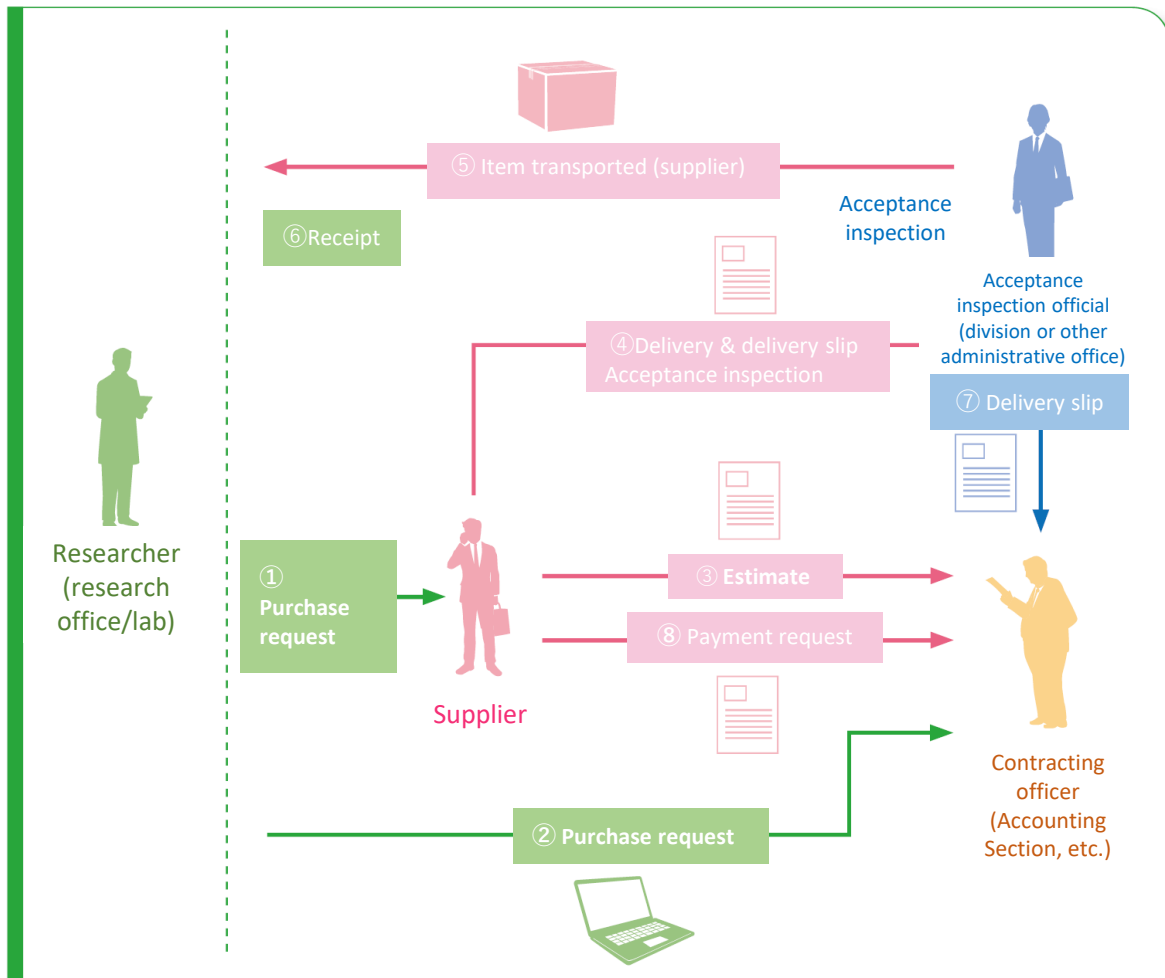 ⑤ Item transported (supplier)
Acceptance
inspection
⑥Receipt
Acceptance
inspection official
(division or other
administrative office)
④Delivery & delivery slip
Acceptance inspection
⑦ Delivery slip
Researcher
(research
office/lab)
①
Purchase
request
③ Estimate
⑧ Payment request
Supplier
Contracting
officer
(Accounting
Section, etc.)
② Purchase request